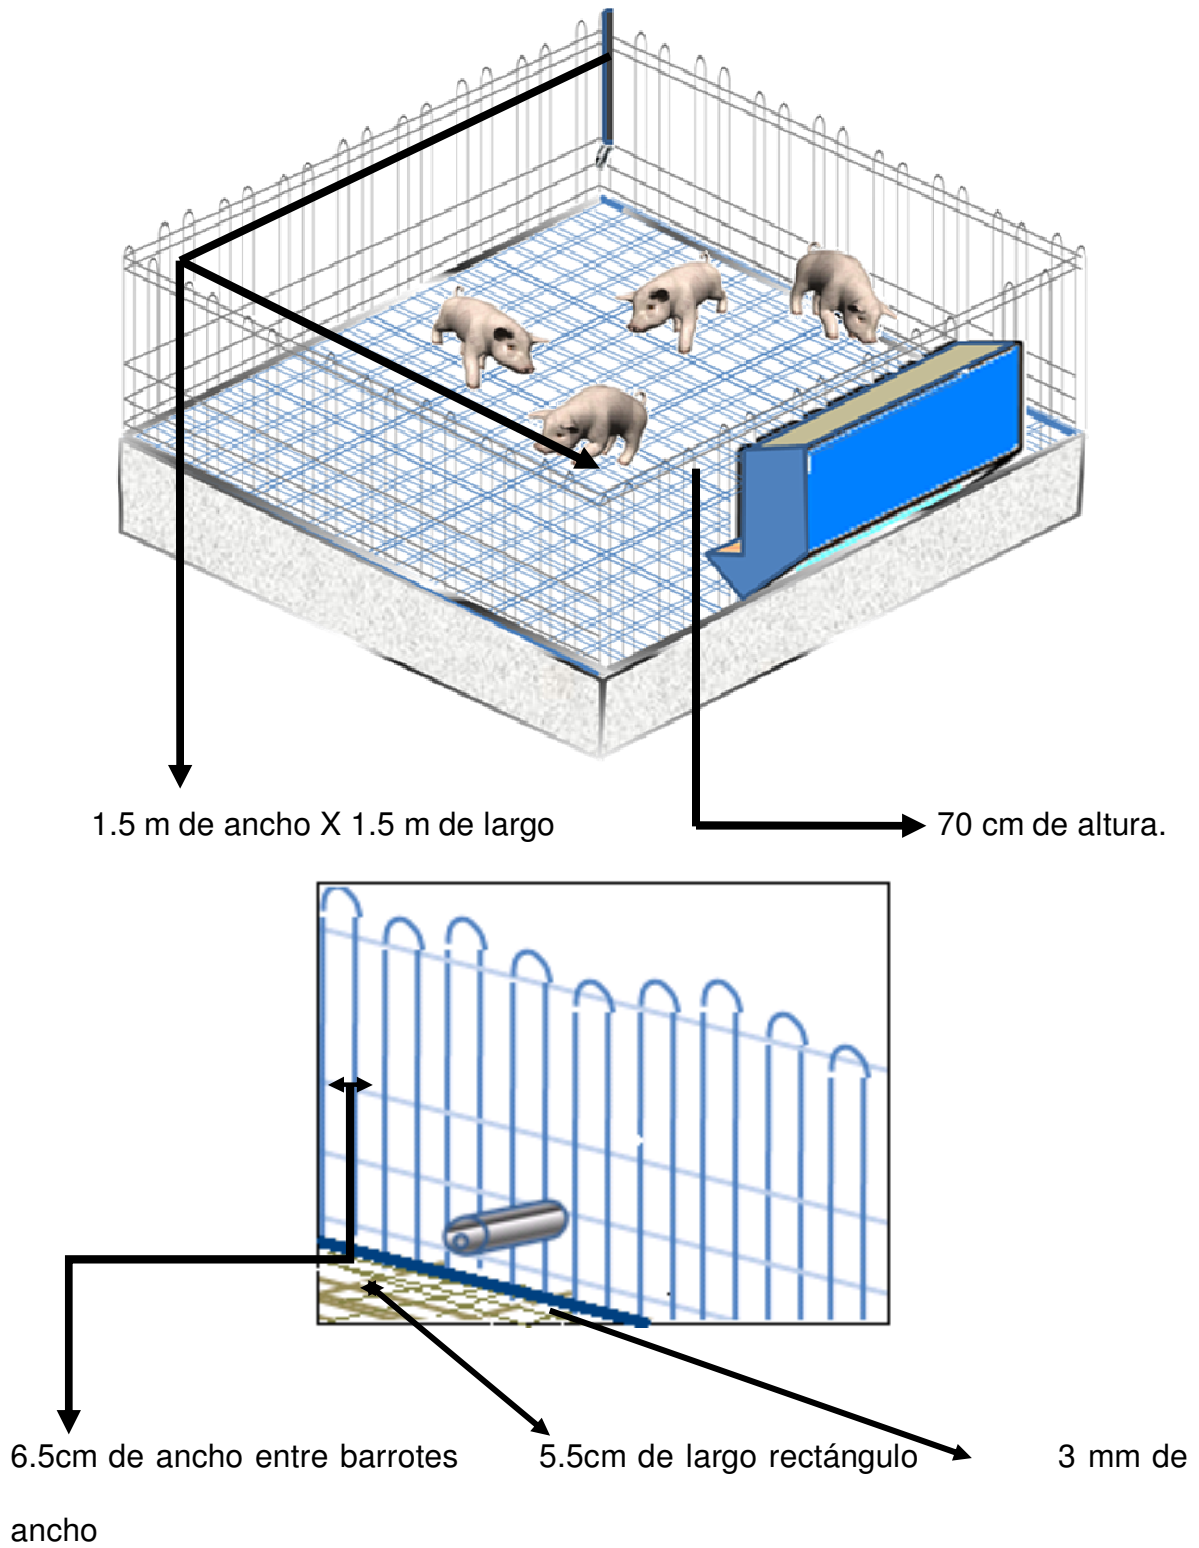 1.5 m de ancho X 1.5 m de largo
70 cm de altura.
6.5cm de ancho entre barrotes 5.5cm de largo rectángulo 3 mm de
ancho